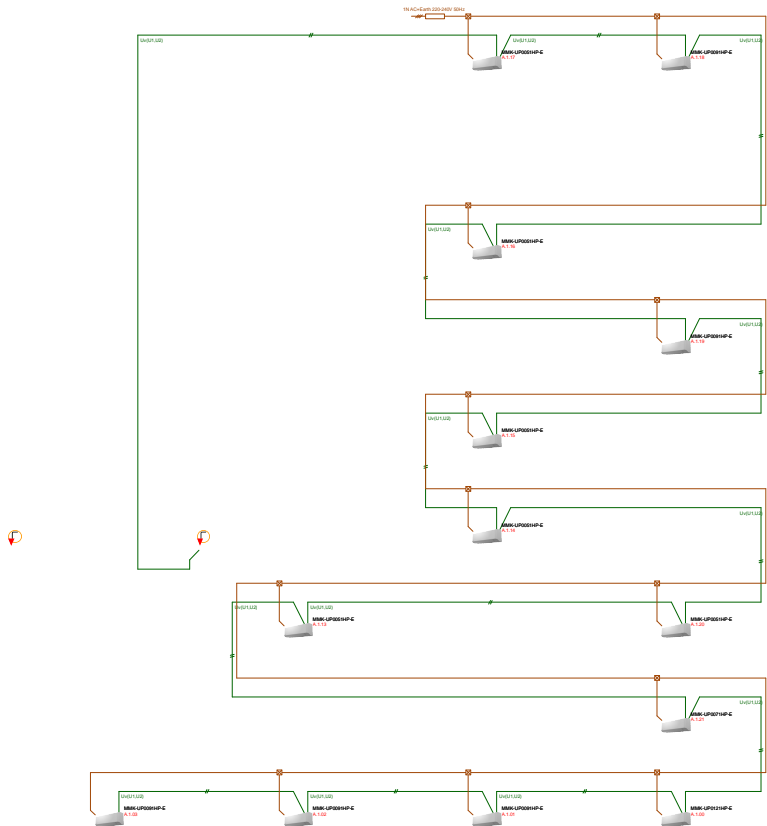 1N AC+Earth 220-240V 50Hz
Uv(U1,U2)
Uv(U1,U2)
Uv(U1,U2)
MMK-UP0051HP-E
A.1.17
MMK-UP0091HP-E
A.1.18
Uv(U1,U2)
MMK-UP0051HP-E
A.1.16
Uv(U1,U2)
MMK-UP0091HP-E
A.1.19
Uv(U1,U2)
MMK-UP0051HP-E
A.1.15
Uv(U1,U2)
MMK-UP0051HP-E
A.1.14
Uv(U1,U2)
Uv(U1,U2)
MMK-UP0051HP-E
A.1.13
MMK-UP0051HP-E
A.1.20
Uv(U1,U2)
MMK-UP0071HP-E
A.1.21
Uv(U1,U2)
Uv(U1,U2)
Uv(U1,U2)
MMK-UP0091HP-E
A.1.03
MMK-UP0091HP-E
A.1.02
MMK-UP0091HP-E
A.1.01
MMK-UP0121HP-E
A.1.00